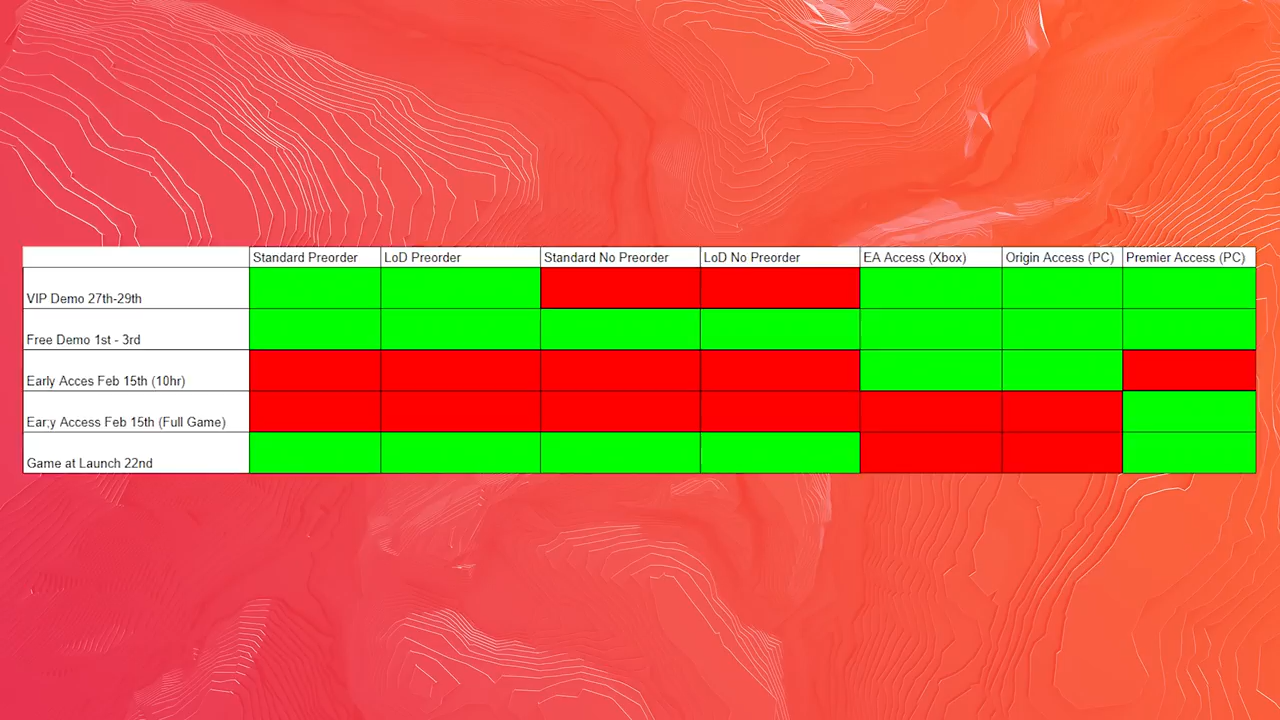 Standard Preorder LoD Preorder Standard No Preorder LoD No Preorder EA Access (Xbox) Origin Access (PC) Premier Access (PC)
VIP Demo 27th-29th
Free Demo 1st - 3rd
Early Acces Feb 15th (10hr)
Ear;y Access Feb 15th (Full Game)
Game at Launch 22nd